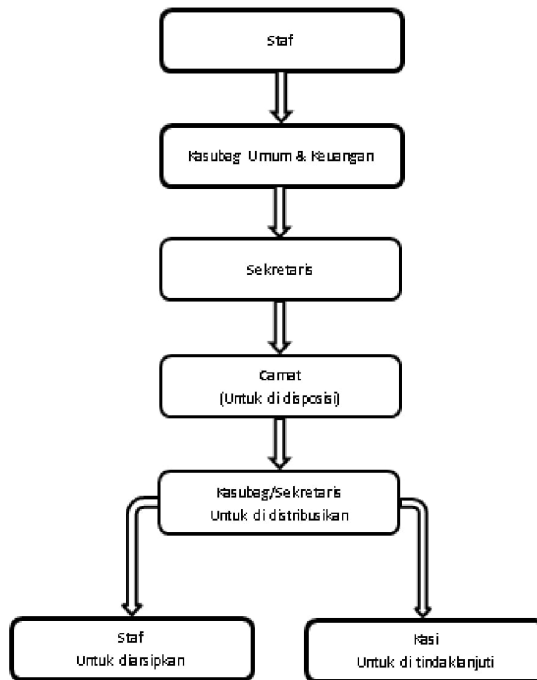 Staf
Kasubag Umum & Keuangan
Sekretaris
Camat
(Untuk di disposisi)
Kasubag/Sekretaris
Untuk di distribusikan
Staf
Untuk diarsipkan
Kasi
Untuk di tindaklanjuti